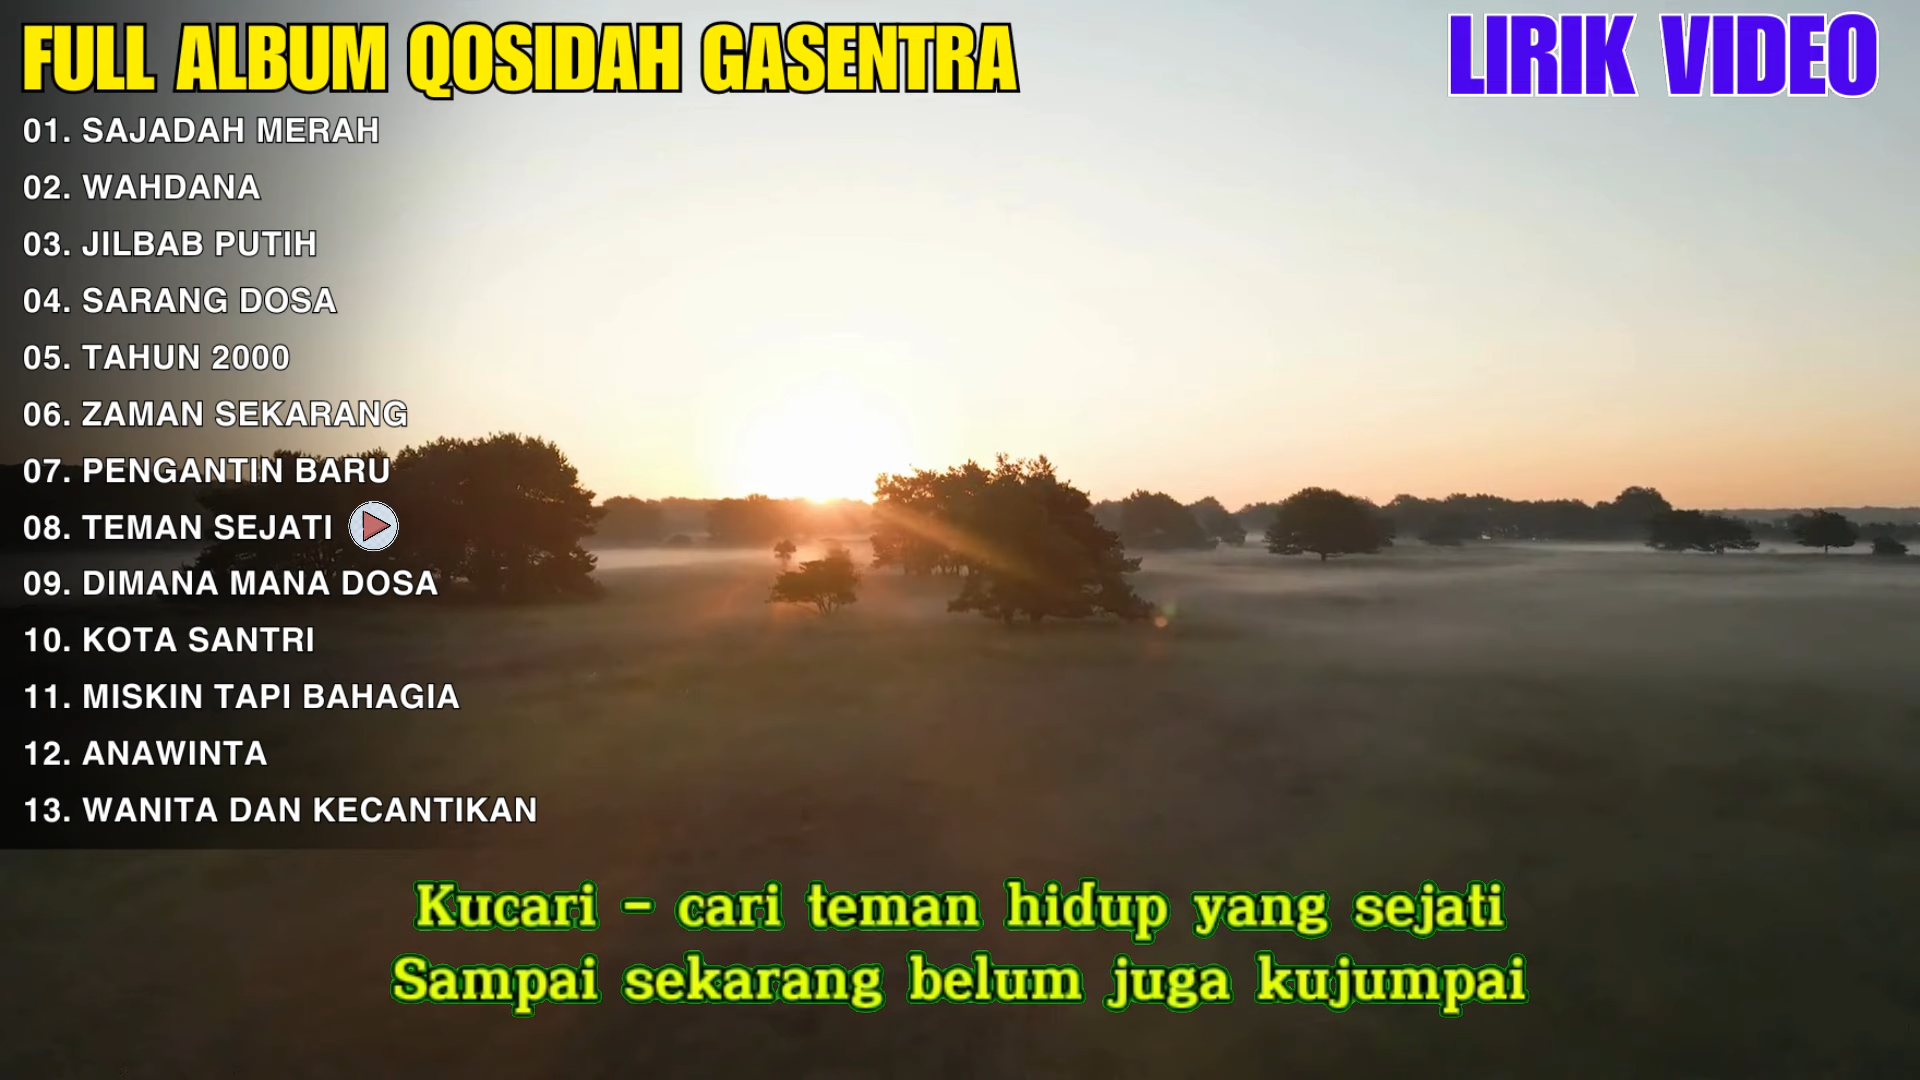 FULL ALBUM QOSIDAH GASENTRA
LIRIK VIDEO
01. SAJADAH MERAH
02. WAHDANA
03. JILBAB PUTIH
04. SARANG DOSA
05. TAHUN 2000
06. ZAMAN SEKARANG
07. PENGANTIN BARU
08. TEMAN SEJATI
09. DIMANA MANA DOSA
10. KOTA SANTRI
11. MISKIN TAPI BAHAGIA
12. ANAWINTA
13. WANITA DAN KECANTIKAN
Kucari - cari teman hidup yang sejati
Sampai sekarang belum juga kujumpai